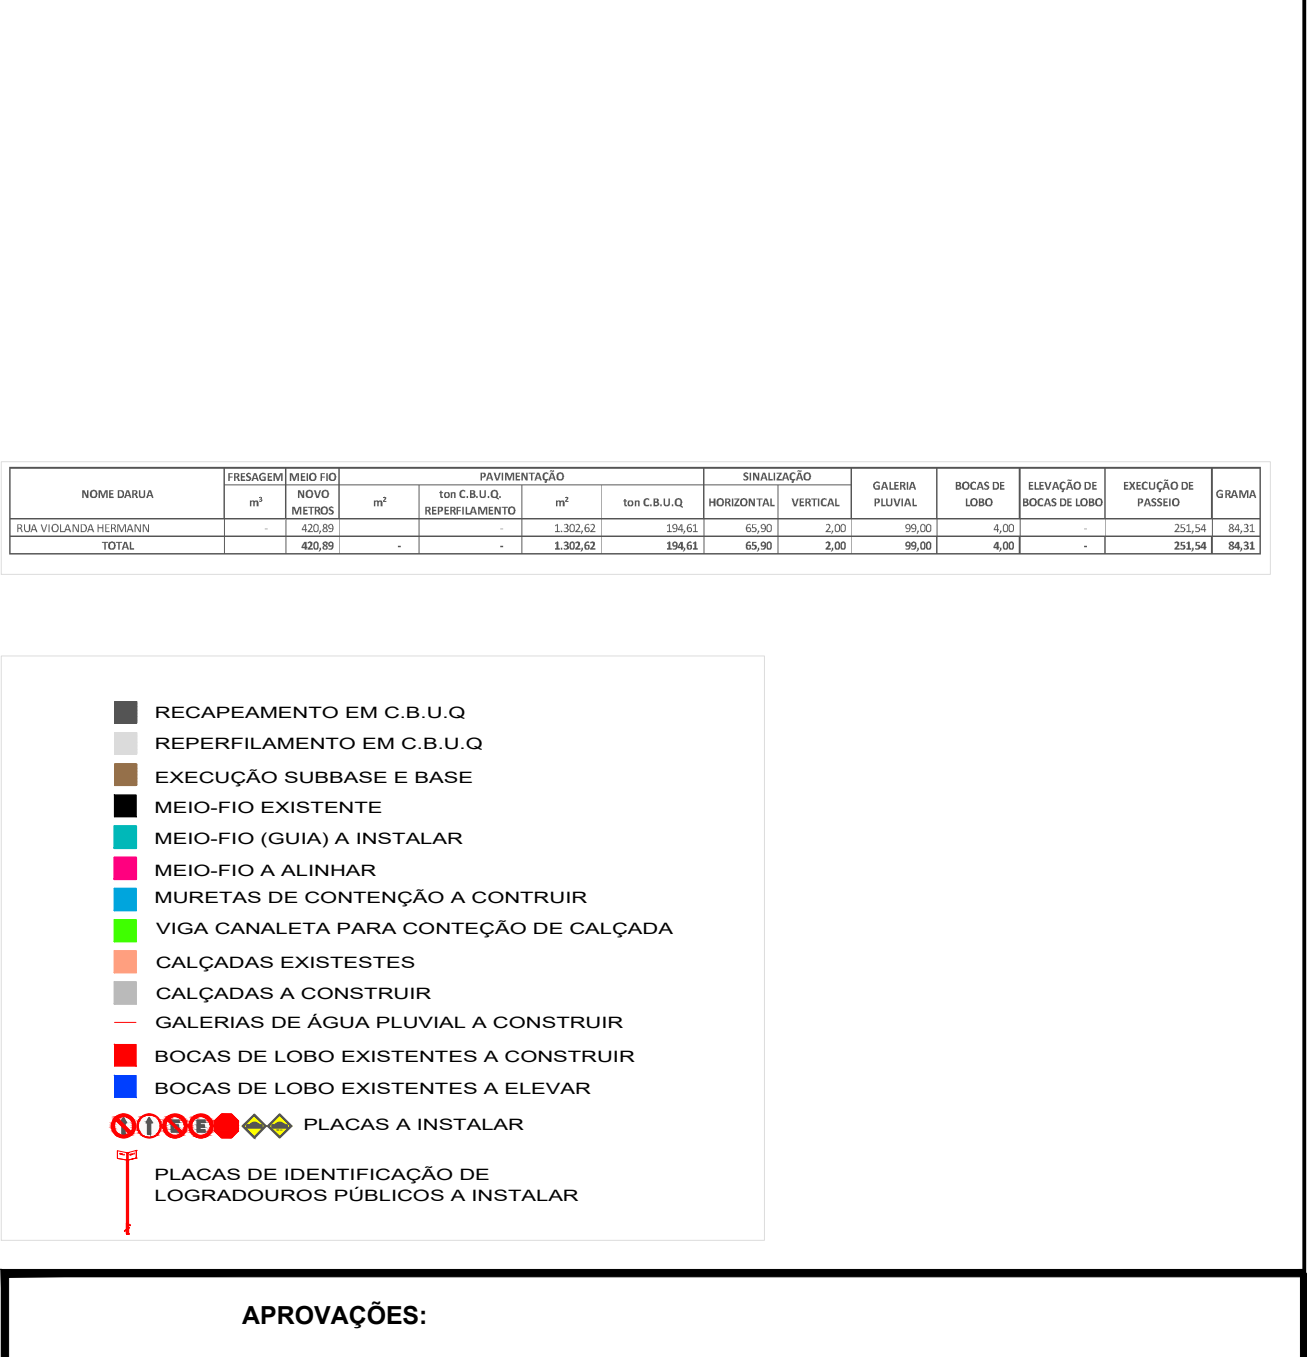 NOME DARUA FRESAGEM MEIO FIO PAVIMENTAÇÃO SINALIZAÇÃO GALERIA PLUVIAL BOCAS DE LOBO ELEVAÇÃO DE BOCAS DE LOBO EXECUÇÃO DE PASSEIO GRAMA
m³ NOVO METROS m² ton C.B.U.Q. REPERFILAMENTO m² ton C.B.U.Q HORIZONTAL VERTICAL
RUA VIOLANDA HERMANN - 420,89 - 1.302,62 194,61 65,90 2,00 99,00 4,00 - 251,54 84,31
TOTAL 420,89 - - 1.302,62 194,61 65,90 2,00 99,00 4,00 - 251,54 84,31
RECAPEAMENTO EM C.B.U.Q
REPERFILAMENTO EM C.B.U.Q
EXECUÇÃO SUBBASE E BASE
MEIO-FIO EXISTENTE
MEIO-FIO (GUIA) A INSTALAR
MEIO-FIO A ALINHAR
MURETAS DE CONTENÇÃO A CONTRUIR
VIGA CANALETA PARA CONTEÇÃO DE CALÇADA
CALÇADAS EXISTESTES
CALÇADAS A CONSTRUIR
GALERIAS DE ÁGUA PLUVIAL A CONSTRUIR
BOCAS DE LOBO EXISTENTES A CONSTRUIR
BOCAS DE LOBO EXISTENTES A ELEVAR
E E PLACAS A INSTALAR
PLACAS DE IDENTIFICAÇÃO DE
LOGRADOUROS PÚBLICOS A INSTALAR
APROVAÇÕES: